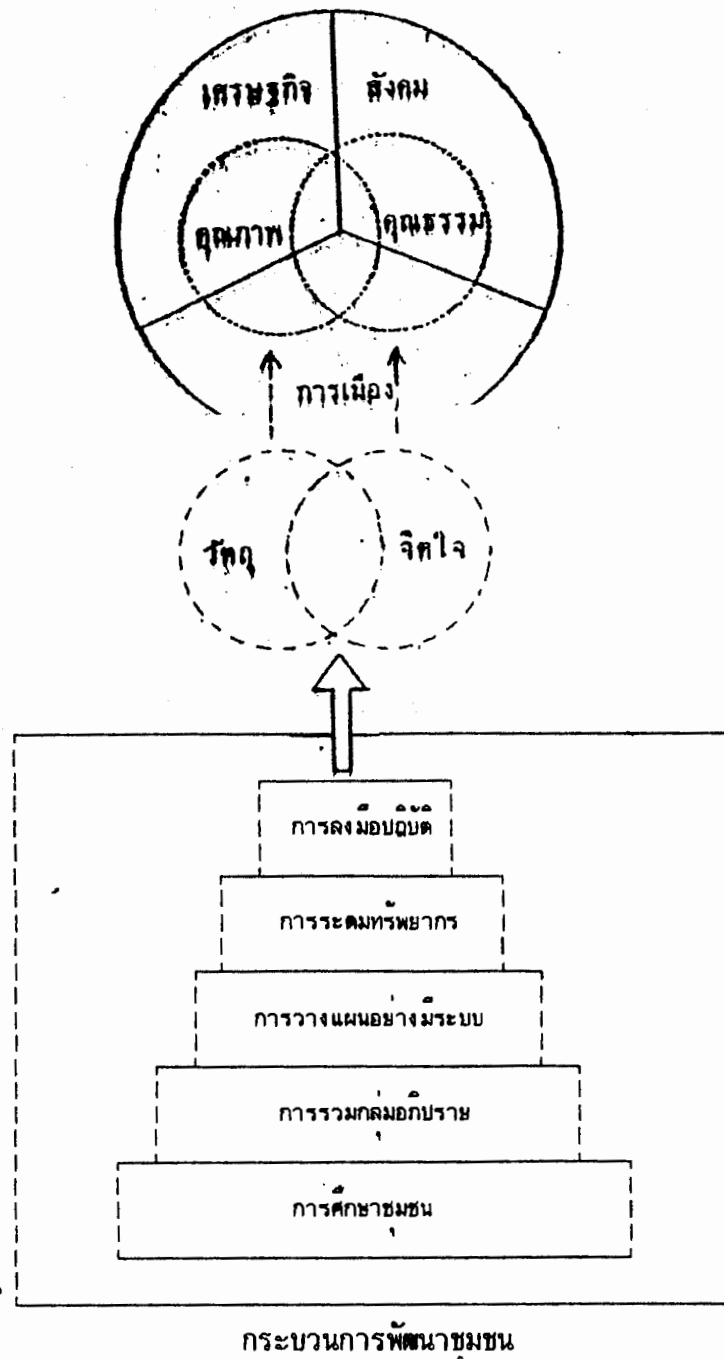 เศรษฐกิจ สังคม
คุณภาพ คุณธรรม
การเมือง
วัตถุ จิตใจ
การลงมือปฏิบัติ
การระดมทรัพยากร
การวางแผนอย่างมีระบบ
การรวมกลุ่มอภิปราย
การศึกษาชุมชน
กระบวนการพัฒนาชุมชน